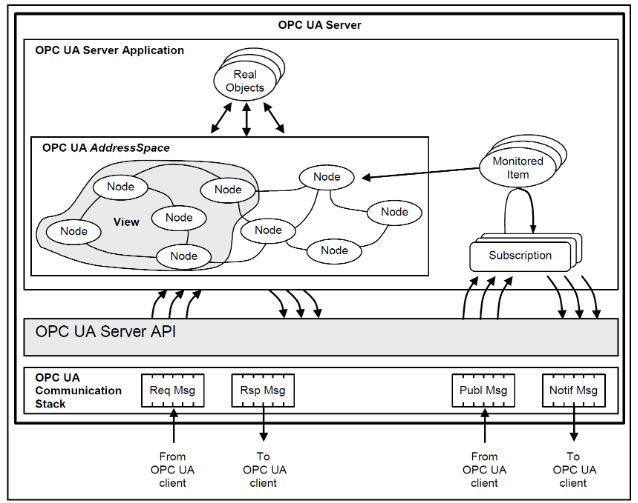 OPC UA Server
OPC UA Server Application
Real
Objects
OPC UA AddressSpace
Node
Node
Node
Node
Node
View
Node
Node
Node
Node
Monitored
Item
Subscription
OPC UA Server API
OPC UA
Communication
Stack
Req Msg
Rsp Msg
Publ Msg
Notif Msg
From
OPC UA
client
To
OPC UA
client
From
OPC UA
client
To
OPC UA
client